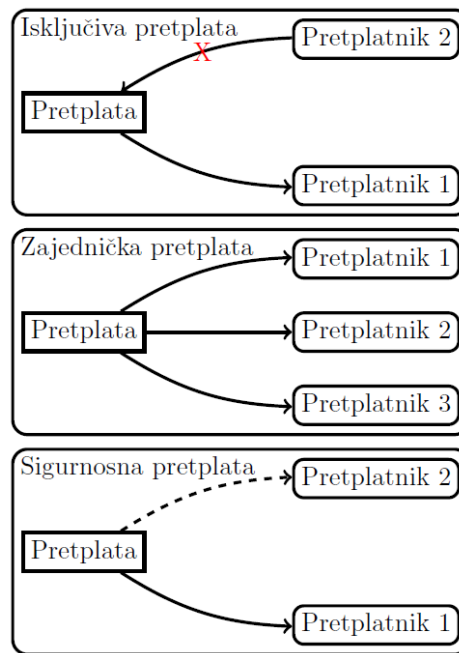 Isključiva pretplata
Pretplatnik 2
X
Pretplata
Pretplatnik 1
Zajednička pretplata
Pretplatnik 1
Pretplata
Pretplatnik 2
Pretplatnik 3
Sigurnosna pretplata
Pretplatnik 2
Pretplata
Pretplatnik 1